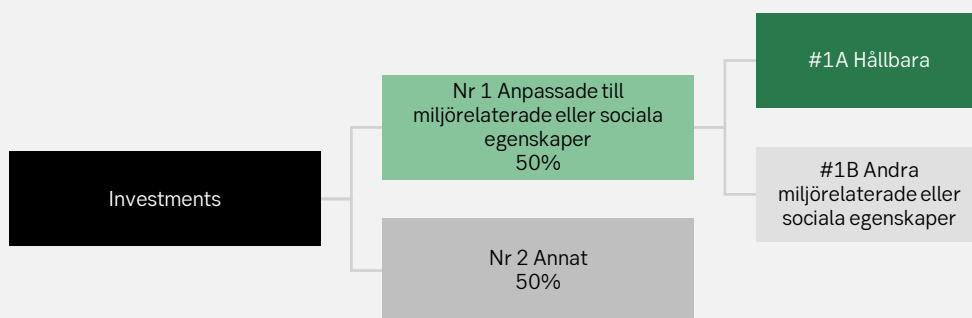 Investments
Nr 1 Anpassade till
miljörelaterade eller sociala
egenskaper
50%
Nr 2 Annat
50%
#1A Hållbara
#1B Andra
miljörelaterade eller
sociala egenskaper